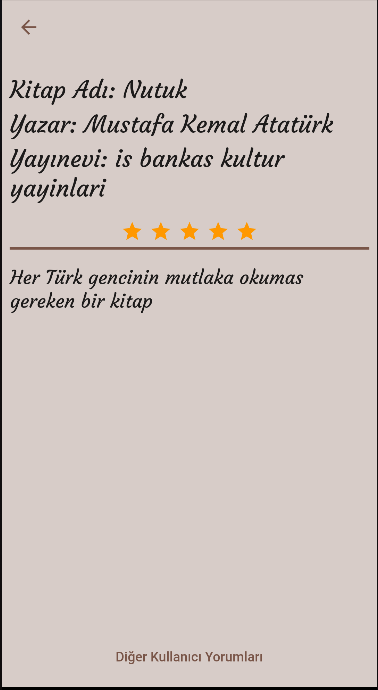 Kitap Adı: Nutuk
Yazar: Mustafa Kemal Atatürk
Yayınevi: is bankas kultur
yayinlari
Her Türk gencinin mutlaka okumas
gereken bir kitap
Diğer Kullanıcı Yorumları